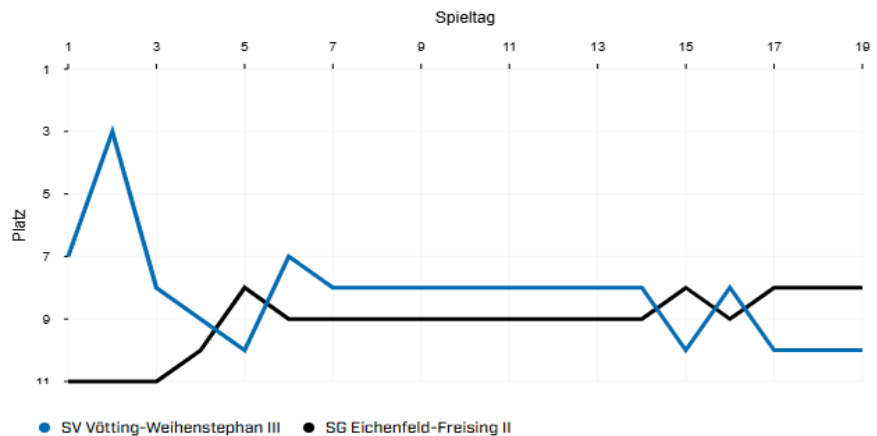 Spieltag
1 3 5 7 9 11 13 15 17 19
1
3
5
7
9
11
Platz
SV Vötting-Weihenstephan III SG Eichenfeld-Freising II